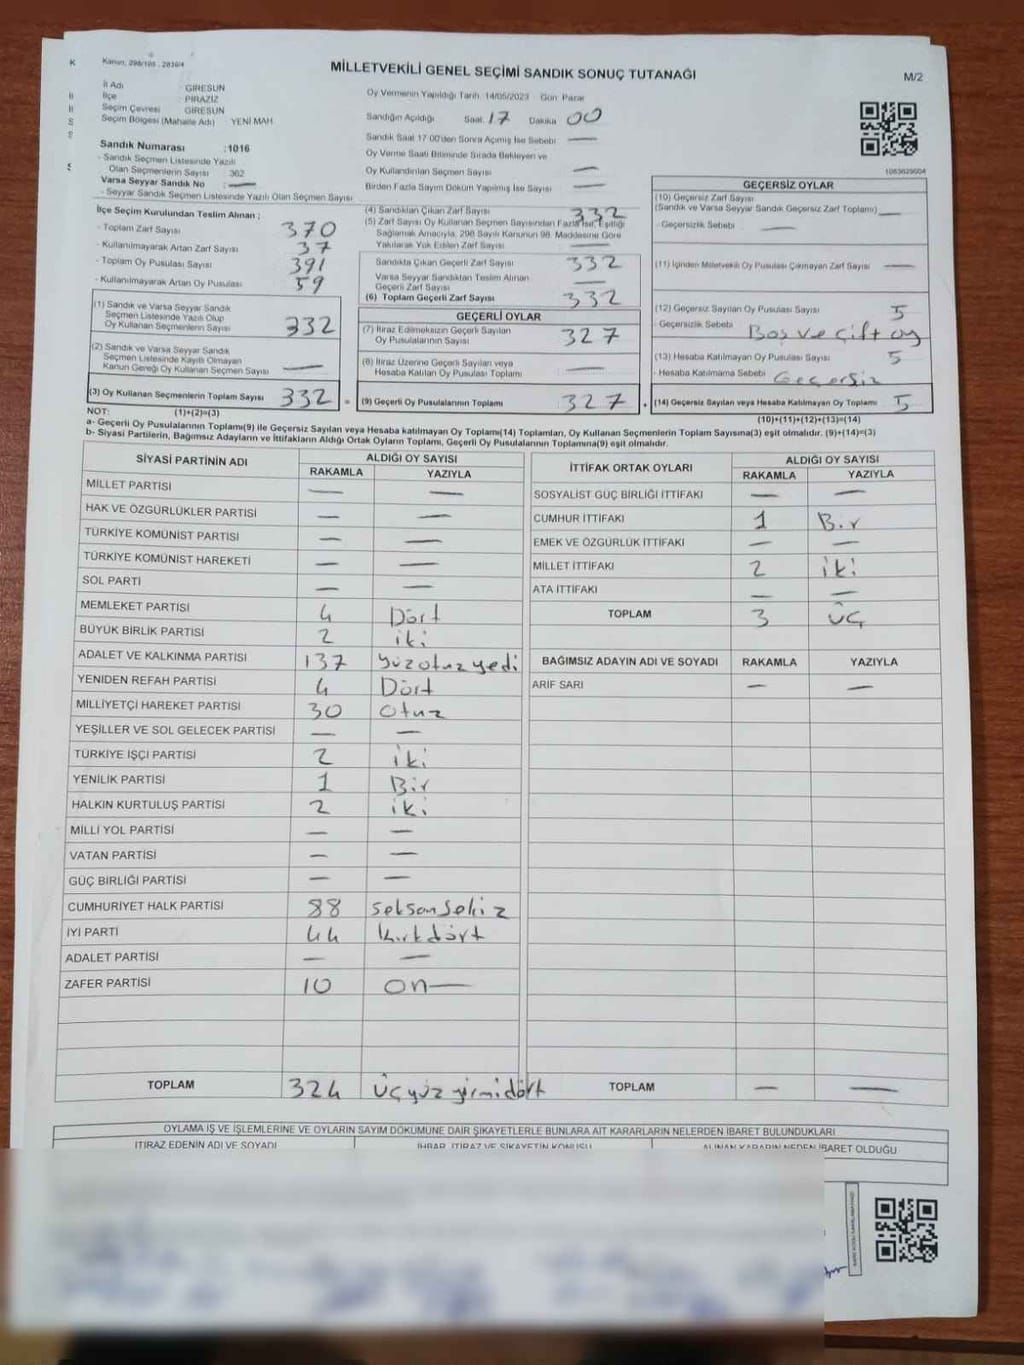 Kanun, 298/105 - 2839/4
MİLLETVEKİLİ GENEL SEÇİMİ SANDIK SONUÇ TUTANAĞI
M/2
İl Adı : GİRESUN
İlçe : PİRAZİZ
Seçim Çevresi : GİRESUN
Seçim Bölgesi (Mahalle Adı) : YENİ MAH
Oy Vermenin Yapıldığı Tarih: 14/05/2023 Gün: Pazar
Sandığın Açıldığı Saat: 17 Dakika 00
Sandık Saat 17:00'den Sonra Açılmış İse Sebebi —
Oy Verme Saati Bitiminde Sırada Bekleyen ve
Oy Kullandırılan Seçmen Sayısı —
Birden Fazla Sayım Döküm Yapılmış İse Sayısı —
Sandık Numarası : 1016
- Sandık Seçmen Listesinde Yazılı
Olan Seçmenlerin Sayısı : 362
Varsa Seyyar Sandık No : —
- Seyyar Sandık Seçmen Listesinde Yazılı Olan Seçmen Sayısı
İlçe Seçim Kurulundan Teslim Alınan ;
- Toplam Zarf Sayısı 370
- Kullanılmayarak Artan Zarf Sayısı 37
- Toplam Oy Pusulası Sayısı 391
- Kullanılmayarak Artan Oy Pusulası 59
(1) Sandık ve Varsa Seyyar Sandık
Seçmen Listesinde Yazılı Olup
Oy Kullanan Seçmenlerin Sayısı 332
(2) Sandık ve Varsa Seyyar Sandık
Seçmen Listesinde Kayıtlı Olmayan
Kanun Gereği Oy Kullanan Seçmen Sayısı —
(3) Oy Kullanan Seçmenlerin Toplam Sayısı 332 =
(4) Sandıktan Çıkan Zarf Sayısı 332
(5) Zarf Sayısı Oy Kullanan Seçmen Sayısından Fazla İse, Eşitliği
Sağlamak Amacıyla, 298 Sayılı Kanunun 98. Maddesine Göre
Yakılarak Yok Edilen Zarf Sayısı —
Sandıkta Çıkan Geçerli Zarf Sayısı 332
Varsa Seyyar Sandıktan Teslim Alınan
Geçerli Zarf Sayısı —
(6) Toplam Geçerli Zarf Sayısı 332
GEÇERLİ OYLAR
(7) İtiraz Edilmeksizin Geçerli Sayılan
Oy Pusulalarının Sayısı 327
(8) İtiraz Üzerine Geçerli Sayılan veya
Hesaba Katılan Oy Pusulası Toplamı —
(9) Geçerli Oy Pusulalarının Toplamı 327 +
1083629004
GEÇERSİZ OYLAR
(10) Geçersiz Zarf Sayısı
(Sandık ve Varsa Seyyar Sandık Geçersiz Zarf Toplamı) —
- Geçersizlik Sebebi —
(11) İçinden Milletvekili Oy Pusulası Çıkmayan Zarf Sayısı —
(12) Geçersiz Sayılan Oy Pusulası Sayısı 5
- Geçersizlik Sebebi Boş ve Çift oy
(13) Hesaba Katılmayan Oy Pusulası Sayısı 5
- Hesaba Katılmama Sebebi Geçersiz
(14) Geçersiz Sayılan veya Hesaba Katılmayan Oy Toplamı 5
NOT: (1)+(2)=(3) (10)+(11)+(12)+(13)=(14)
a- Geçerli Oy Pusulaları Toplamı(9) ile Geçersiz Sayılan veya Hesaba katılmayan Oy Toplamı(14) Toplamları, Oy Kullanan Seçmenlerin Toplam Sayısına(3) eşit olmalıdır. (9)+(14)=(3)
b- Siyasi Partilerin, Bağımsız Adayların ve İttifakların Aldığı Ortak Oyların Toplamı, Geçerli Oy Pusulalarının Toplamına(9) eşit olmalıdır.
SİYASİ PARTİNİN ADI ALDIĞI OY SAYISI
RAKAMLA YAZIYLA
MİLLET PARTİSİ — —
HAK VE ÖZGÜRLÜKLER PARTİSİ — —
TÜRKİYE KOMÜNİST PARTİSİ — —
TÜRKİYE KOMÜNİST HAREKETİ — —
SOL PARTİ — —
MEMLEKET PARTİSİ 4 Dört
BÜYÜK BİRLİK PARTİSİ 2 iki
ADALET VE KALKINMA PARTİSİ 137 yüzotuzyedi
YENİDEN REFAH PARTİSİ 4 Dört
MİLLİYETÇİ HAREKET PARTİSİ 30 Otuz
YEŞİLLER VE SOL GELECEK PARTİSİ — —
TÜRKİYE İŞÇİ PARTİSİ 2 iki
YENİLİK PARTİSİ 1 Bir
HALKIN KURTULUŞ PARTİSİ 2 iki
MİLLİ YOL PARTİSİ — —
VATAN PARTİSİ — —
GÜÇ BİRLİĞİ PARTİSİ — —
CUMHURİYET HALK PARTİSİ 88 seksensekiz
İYİ PARTİ 44 kırkdört
ADALET PARTİSİ — —
ZAFER PARTİSİ 10 on—
TOPLAM 324 üçyüzyirmidört
İTTİFAK ORTAK OYLARI ALDIĞI OY SAYISI
RAKAMLA YAZIYLA
SOSYALİST GÜÇ BİRLİĞİ İTTİFAKI — —
CUMHUR İTTİFAKI 1 Bir
EMEK VE ÖZGÜRLÜK İTTİFAKI — —
MİLLET İTTİFAKI 2 iki
ATA İTTİFAKI — —
TOPLAM 3 üç
BAĞIMSIZ ADAYIN ADI VE SOYADI RAKAMLA YAZIYLA
ARİF SARI — —
TOPLAM — —
OYLAMA İŞ VE İŞLEMLERİNE VE OYLARIN SAYIM DÖKÜMÜNE DAİR ŞİKAYETLERLE BUNLARA AİT KARARLARIN NELERDEN İBARET BULUNDUKLARI
İTİRAZ EDENİN ADI VE SOYADI İHBAR, İTİRAZ VE ŞİKAYETİN KONUSU ALINAN KARARIN NEDEN İBARET OLDUĞU